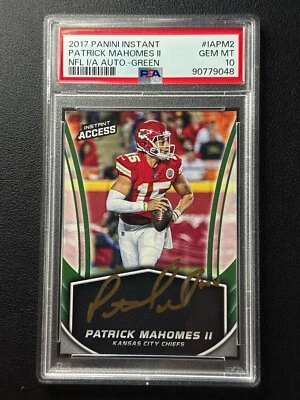 2017 PANINI INSTANT #IAPM2
PATRICK MAHOMES II GEM MT
NFL I/A AUTO.-GREEN 10
PSA 90779048
INSTANT
ACCESS
15
PATRICK MAHOMES II
KANSAS CITY CHIEFS